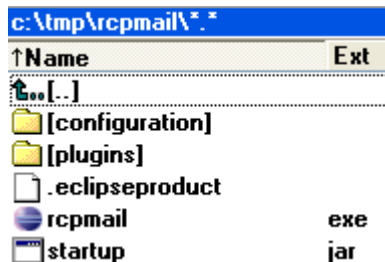 c:\tmp\rcpmail\*.*
↑Name Ext
[..]
[configuration]
[plugins]
.eclipseproduct
rcpmail exe
startup jar